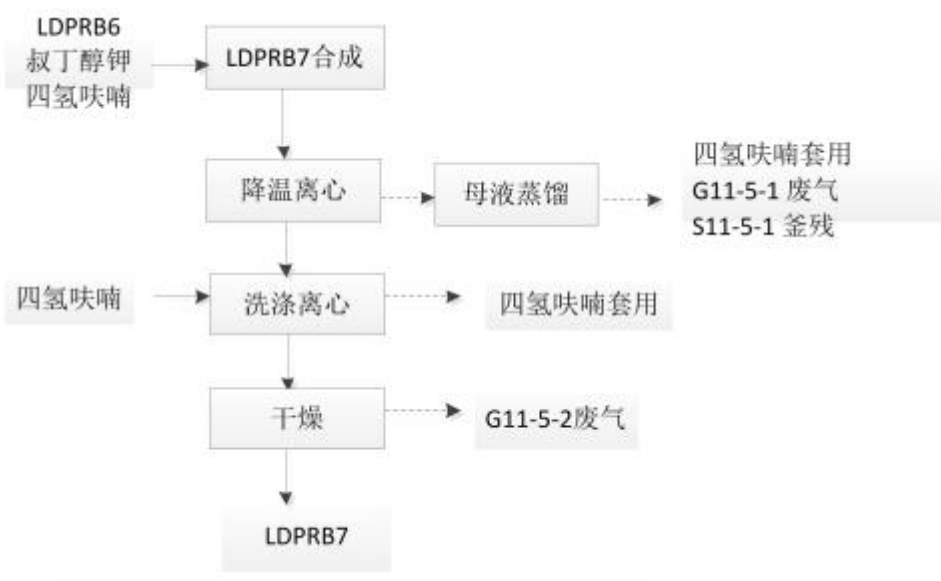 LDPRB6
叔丁醇钾
四氢呋喃
LDPRB7合成
降温离心
母液蒸馏
四氢呋喃套用
G11-5-1 废气
S11-5-1 釜残
四氢呋喃
洗涤离心
四氢呋喃套用
干燥
G11-5-2废气
LDPRB7